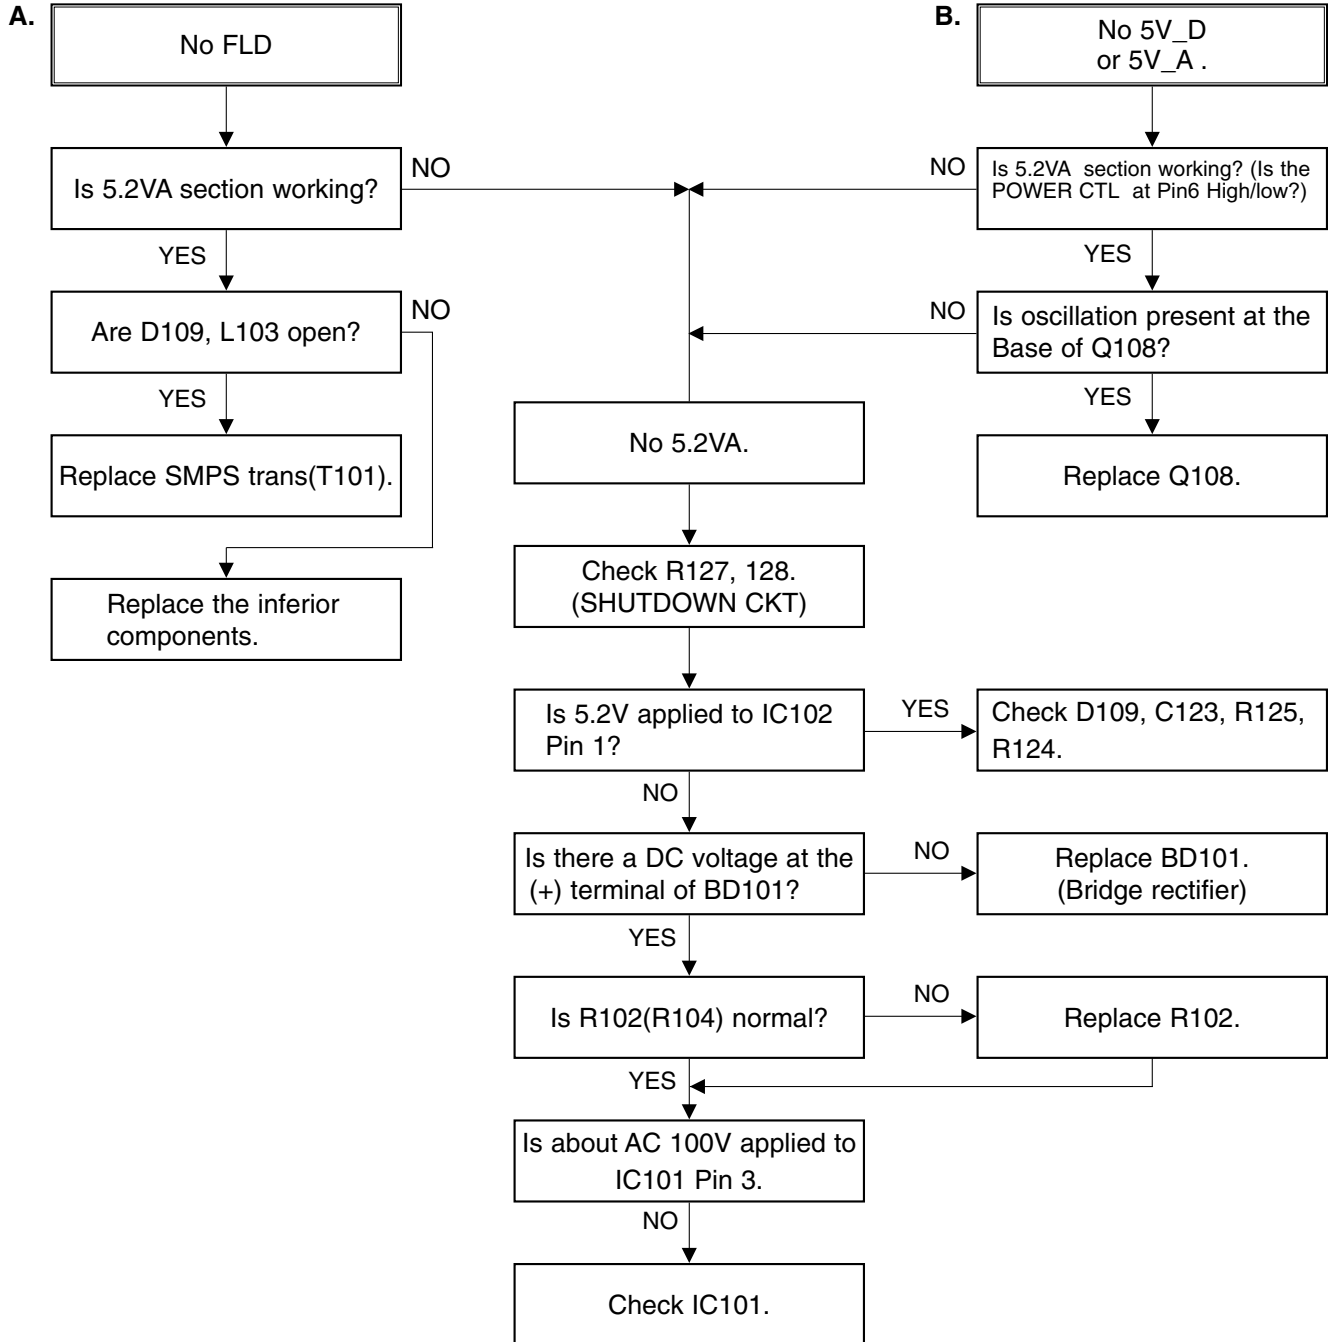 A.
No FLD
Is 5.2VA section working?
NO
YES
Are D109, L103 open?
NO
YES
Replace SMPS trans(T101).
Replace the inferior
components.
B.
No 5V_D
or 5V_A .
Is 5.2VA  section working? (Is the
POWER CTL  at Pin6 High/low?)
NO
YES
Is oscillation present at the
Base of Q108?
NO
YES
Replace Q108.
No 5.2VA.
Check R127, 128.
(SHUTDOWN CKT)
Is 5.2V applied to IC102
Pin 1?
YES
Check D109, C123, R125,
R124.
NO
Is there a DC voltage at the
(+) terminal of BD101?
NO
Replace BD101.
(Bridge rectifier)
YES
Is R102(R104) normal?
NO
Replace R102.
YES
Is about AC 100V applied to
IC101 Pin 3.
NO
Check IC101.